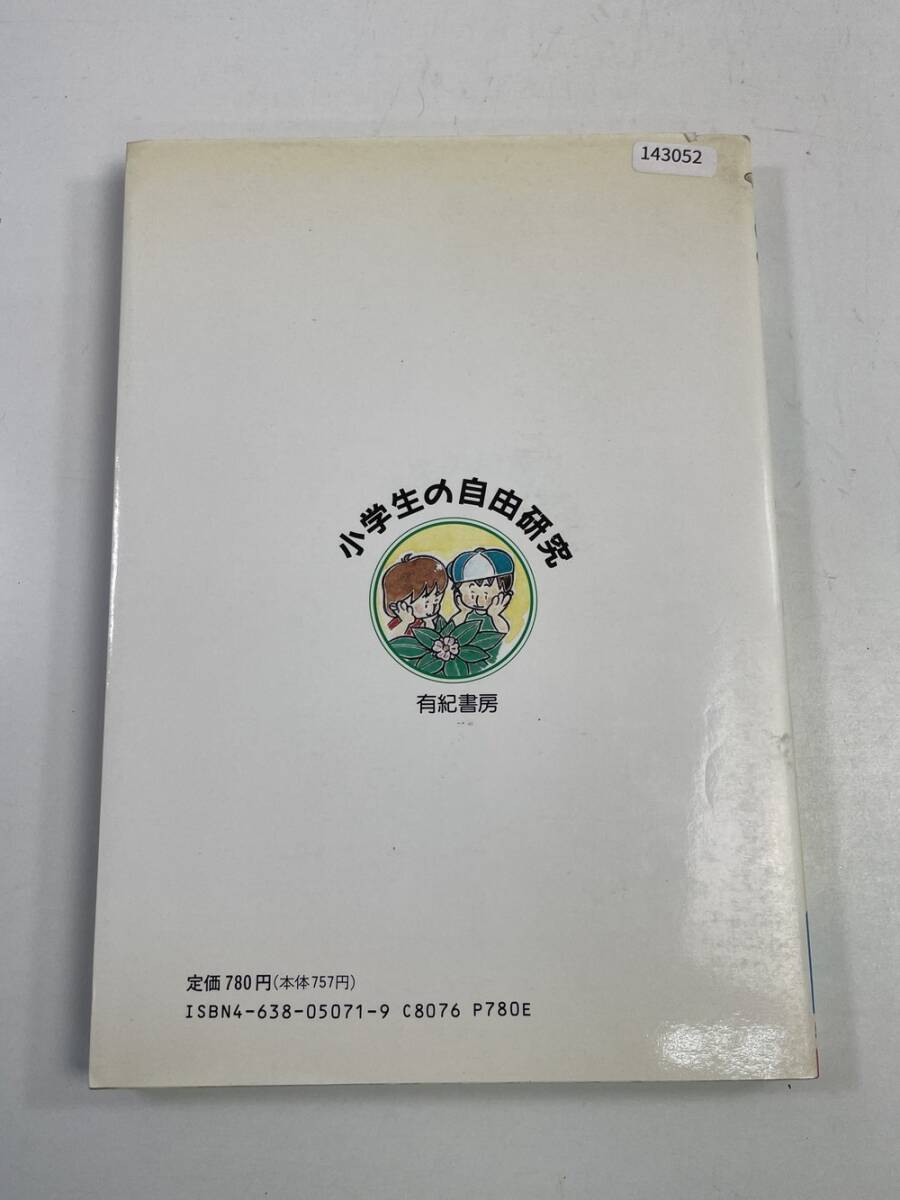 143052
小学生の自由研究
有紀書房
定価780円(本体757円)
ISBN4-638-05071-9 C8076 P780E